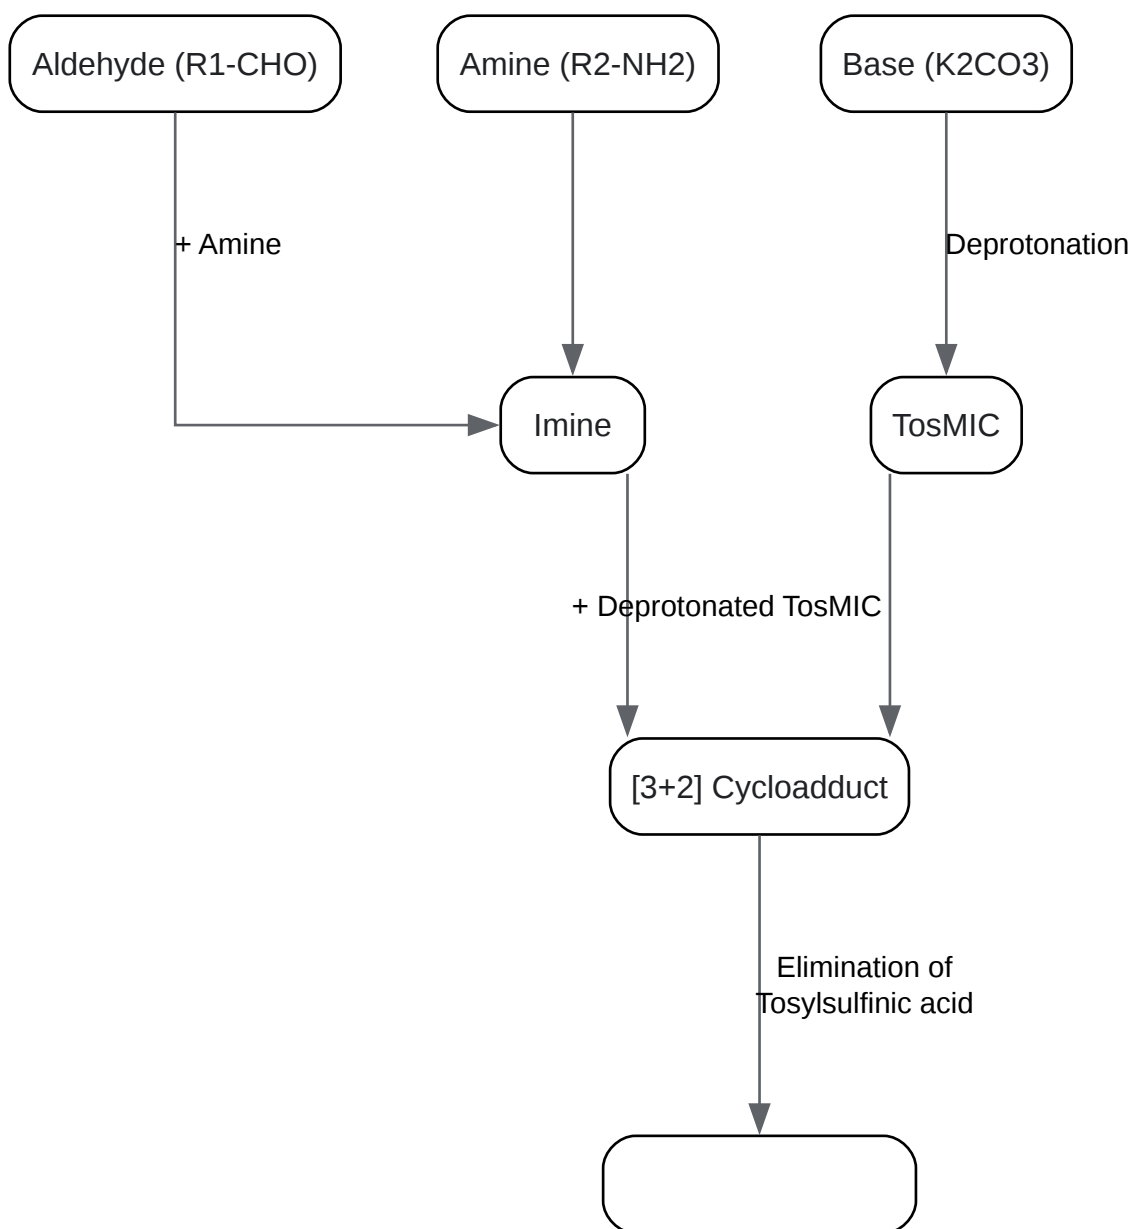 Aldehyde (R1-CHO)
Amine (R2-NH2)
Base (K2CO3)
+ Amine
Deprotonation
Imine
TosMIC
+ Deprotonated TosMIC
[3+2] Cycloadduct
Elimination of
Tosylsulfinic acid